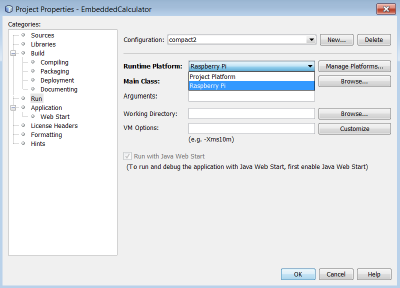 Project Properties - EmbeddedCalculator
Categories:
Sources
Libraries
Build
Compiling
Packaging
Deployment
Documenting
Run
Application
Web Start
License Headers
Formatting
Hints
Configuration: compact2 New... Delete
Runtime Platform: Raspberry Pi Manage Platforms...
Project Platform
Main Class: Raspberry Pi Browse...
Arguments:
Working Directory: Browse...
VM Options: Customize
(e.g. -Xms10m)
Run with Java Web Start
(To run and debug the application with Java Web Start, first enable Java Web Start)
OK Cancel Help